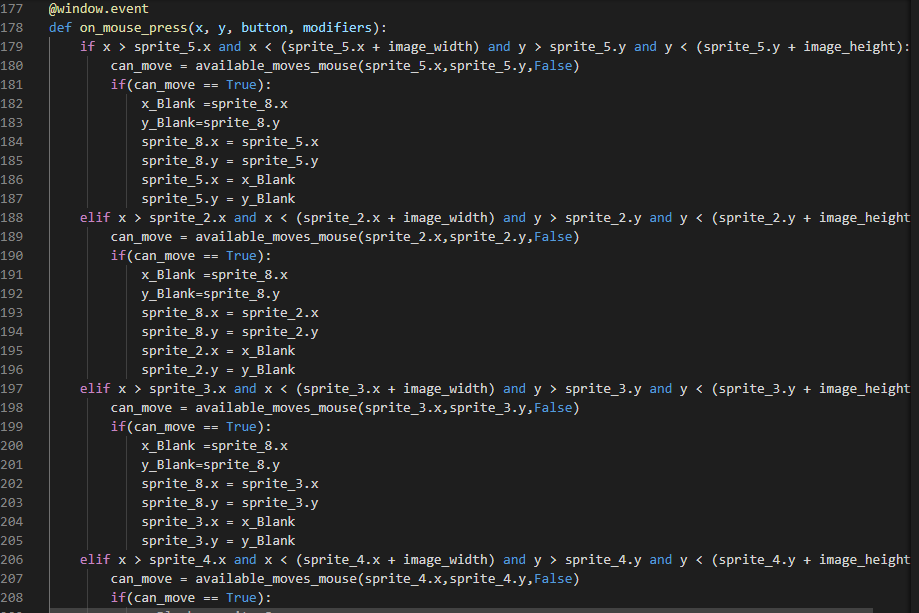 177 @window.event
178 def on_mouse_press(x, y, button, modifiers):
179 if x > sprite_5.x and x < (sprite_5.x + image_width) and y > sprite_5.y and y < (sprite_5.y + image_height):
180 can_move = available_moves_mouse(sprite_5.x,sprite_5.y,False)
181 if(can_move == True):
182 x_Blank =sprite_8.x
183 y_Blank=sprite_8.y
184 sprite_8.x = sprite_5.x
185 sprite_8.y = sprite_5.y
186 sprite_5.x = x_Blank
187 sprite_5.y = y_Blank
188 elif x > sprite_2.x and x < (sprite_2.x + image_width) and y > sprite_2.y and y < (sprite_2.y + image_height
189 can_move = available_moves_mouse(sprite_2.x,sprite_2.y,False)
190 if(can_move == True):
191 x_Blank =sprite_8.x
192 y_Blank=sprite_8.y
193 sprite_8.x = sprite_2.x
194 sprite_8.y = sprite_2.y
195 sprite_2.x = x_Blank
196 sprite_2.y = y_Blank
197 elif x > sprite_3.x and x < (sprite_3.x + image_width) and y > sprite_3.y and y < (sprite_3.y + image_height
198 can_move = available_moves_mouse(sprite_3.x,sprite_3.y,False)
199 if(can_move == True):
200 x_Blank =sprite_8.x
201 y_Blank=sprite_8.y
202 sprite_8.x = sprite_3.x
203 sprite_8.y = sprite_3.y
204 sprite_3.x = x_Blank
205 sprite_3.y = y_Blank
206 elif x > sprite_4.x and x < (sprite_4.x + image_width) and y > sprite_4.y and y < (sprite_4.y + image_height
207 can_move = available_moves_mouse(sprite_4.x,sprite_4.y,False)
208 if(can_move == True):